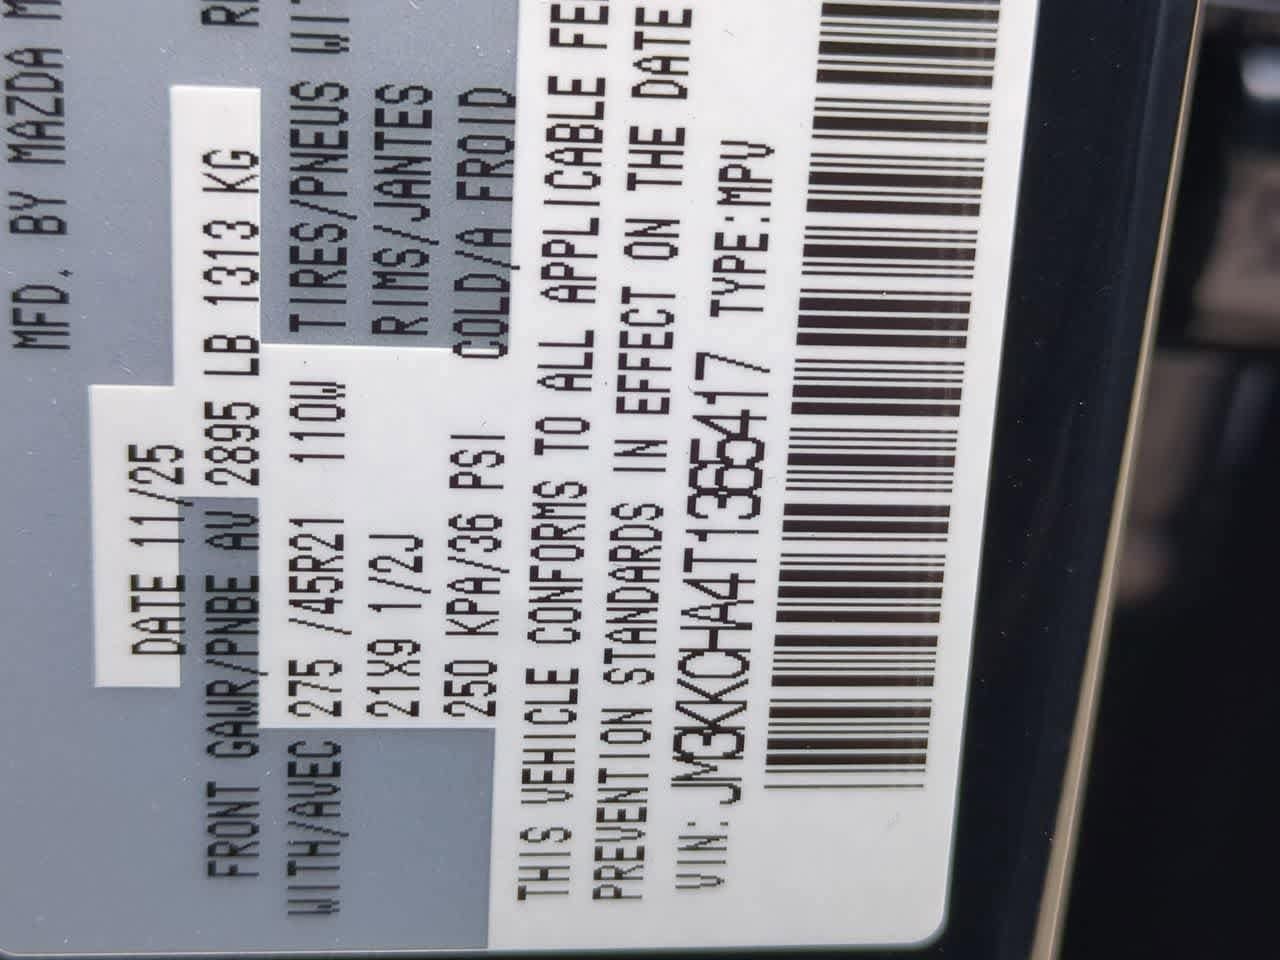 MFD. BY MAZDA M
DATE 11/25
FRONT GAWR/PNBE AV 2895 LB 1313 KG
WITH/AVEC 275 /45R21 110W TIRES/PNEUS WIT
21X9 1/2J RIMS/JANTES
250 KPA/36 PSI COLD/A FROID
THIS VEHICLE CONFORMS TO ALL APPLICABLE FE
PREVENTION STANDARDS IN EFFECT ON THE DATE
VIN: JM3KKCHA4T1365417 TYPE:MPV